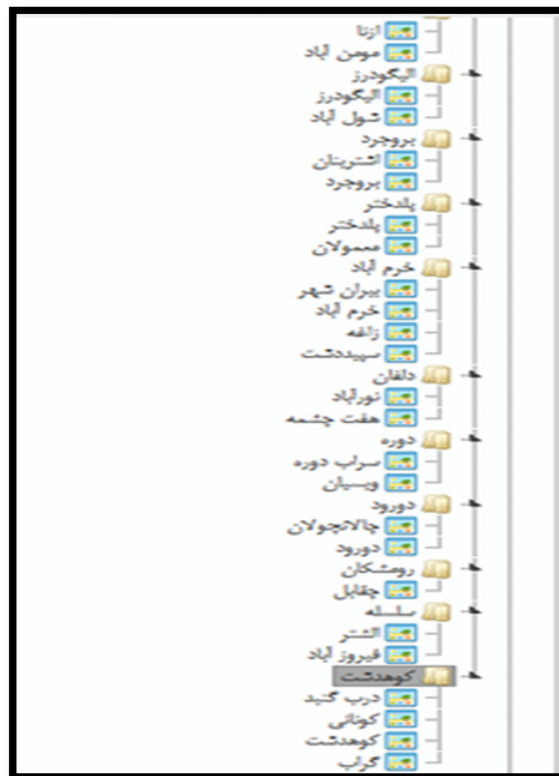 ازنا
مومن آباد
الیگودرز
الیگودرز
شول آباد
بروجرد
اشترینان
بروجرد
پلدختر
پلدختر
معمولان
خرم آباد
بیران شهر
خرم آباد
زاغه
سپیددشت
دلفان
نورآباد
هفت چشمه
دوره
سراب دوره
ویسیان
دورود
چالانچولان
دورود
رومشکان
چقابل
سلسله
الشتر
فیروز آباد
کوهدشت
درب گنبد
کونانی
کوهدشت
گراب